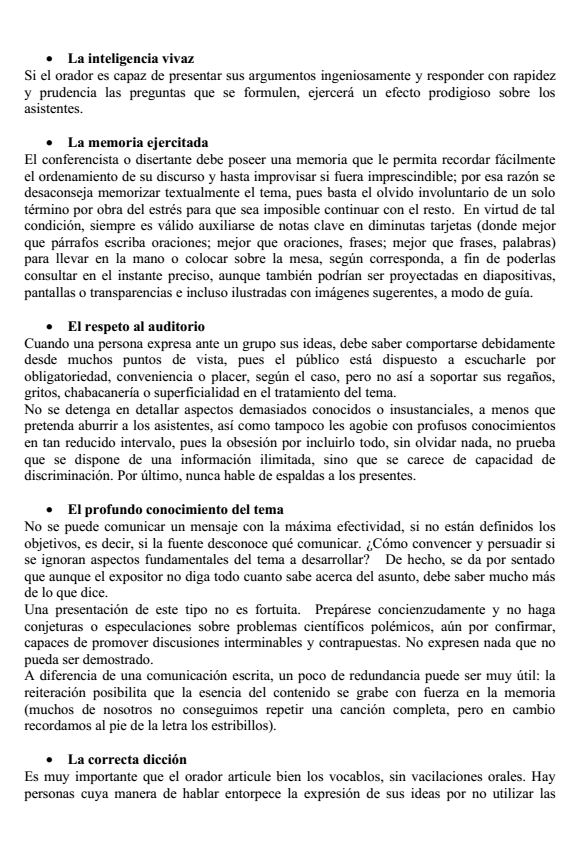 • La inteligencia vivaz
Si el orador es capaz de presentar sus argumentos ingeniosamente y responder con rapidez
y prudencia las preguntas que se formulen, ejercerá un efecto prodigioso sobre los
asistentes.
• La memoria ejercitada
El conferencista o disertante debe poseer una memoria que le permita recordar fácilmente
el ordenamiento de su discurso y hasta improvisar si fuera imprescindible; por esa razón se
desaconseja memorizar textualmente el tema, pues basta el olvido involuntario de un solo
término por obra del estrés para que sea imposible continuar con el resto. En virtud de tal
condición, siempre es válido auxiliarse de notas clave en diminutas tarjetas (donde mejor
que párrafos escriba oraciones; mejor que oraciones, frases; mejor que frases, palabras)
para llevar en la mano o colocar sobre la mesa, según corresponda, a fin de poderlas
consultar en el instante preciso, aunque también podrían ser proyectadas en diapositivas,
pantallas o transparencias e incluso ilustradas con imágenes sugerentes, a modo de guía.
• El respeto al auditorio
Cuando una persona expresa ante un grupo sus ideas, debe saber comportarse debidamente
desde muchos puntos de vista, pues el público está dispuesto a escucharle por
obligatoriedad, conveniencia o placer, según el caso, pero no así a soportar sus regaños,
gritos, chabacanería o superficialidad en el tratamiento del tema.
No se detenga en detallar aspectos demasiados conocidos o insustanciales, a menos que
pretenda aburrir a los asistentes, así como tampoco les agobie con profusos conocimientos
en tan reducido intervalo, pues la obsesión por incluirlo todo, sin olvidar nada, no prueba
que se dispone de una información ilimitada, sino que se carece de capacidad de
discriminación. Por último, nunca hable de espaldas a los presentes.
• El profundo conocimiento del tema
No se puede comunicar un mensaje con la máxima efectividad, si no están definidos los
objetivos, es decir, si la fuente desconoce qué comunicar. ¿Cómo convencer y persuadir si
se ignoran aspectos fundamentales del tema a desarrollar? De hecho, se da por sentado
que aunque el expositor no diga todo cuanto sabe acerca del asunto, debe saber mucho más
de lo que dice.
Una presentación de este tipo no es fortuita. Prepárese concienzudamente y no haga
conjeturas o especulaciones sobre problemas científicos polémicos, aún por confirmar,
capaces de promover discusiones interminables y contrapuestas. No expresen nada que no
pueda ser demostrado.
A diferencia de una comunicación escrita, un poco de redundancia puede ser muy útil: la
reiteración posibilita que la esencia del contenido se grabe con fuerza en la memoria
(muchos de nosotros no conseguimos repetir una canción completa, pero en cambio
recordamos al pie de la letra los estribillos).
• La correcta dicción
Es muy importante que el orador articule bien los vocablos, sin vacilaciones orales. Hay
personas cuya manera de hablar entorpece la expresión de sus ideas por no utilizar las